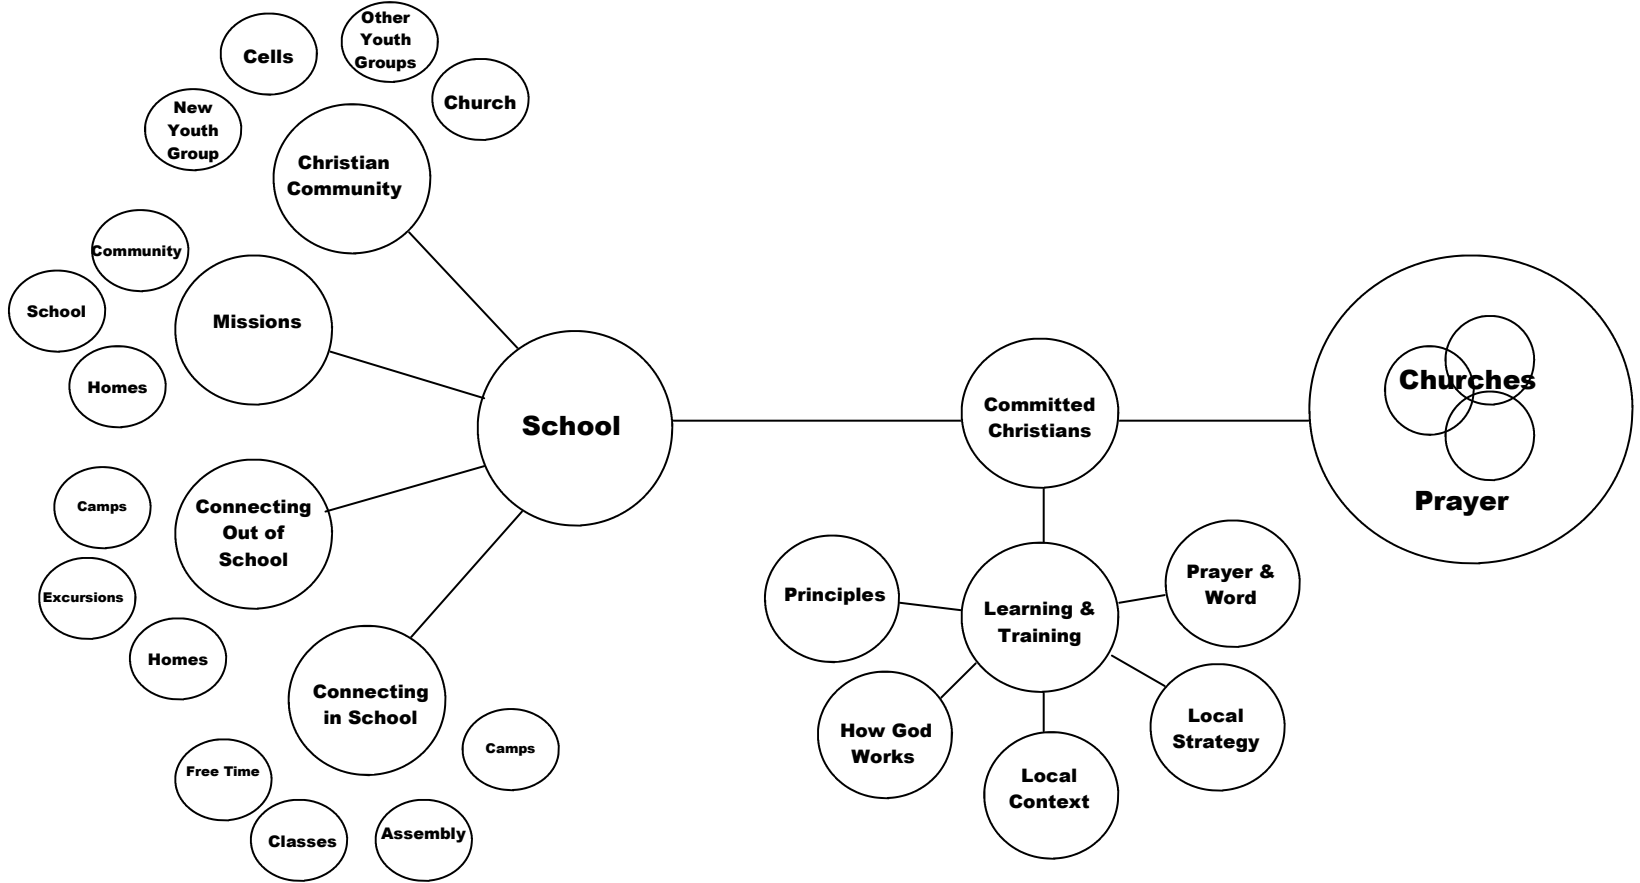 Other
Youth
Groups
Cells
Church
New
Youth
Group
Christian
Community
Community
School
Missions
Homes
School
Camps
Connecting
Out of
School
Excursions
Homes
Connecting
in School
Camps
Free Time
Classes
Assembly
Committed
Christians
Churches
Prayer
Principles
Learning &
Training
Prayer &
Word
How God
Works
Local
Context
Local
Strategy